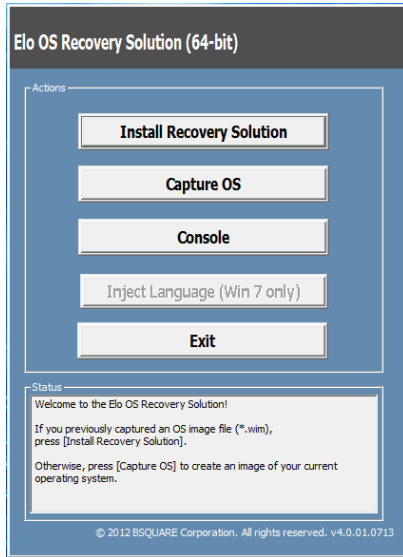 Elo OS Recovery Solution (64-bit)
Actions
Install Recovery Solution
Capture OS
Console
Inject Language (Win 7 only)
Exit
Status
Welcome to the Elo OS Recovery Solution!
If you previously captured an OS image file (*.wim),
press [Install Recovery Solution].
Otherwise, press [Capture OS] to create an image of your current
operating system.
© 2012 BSQUARE Corporation. All rights reserved. v4.0.01.0713